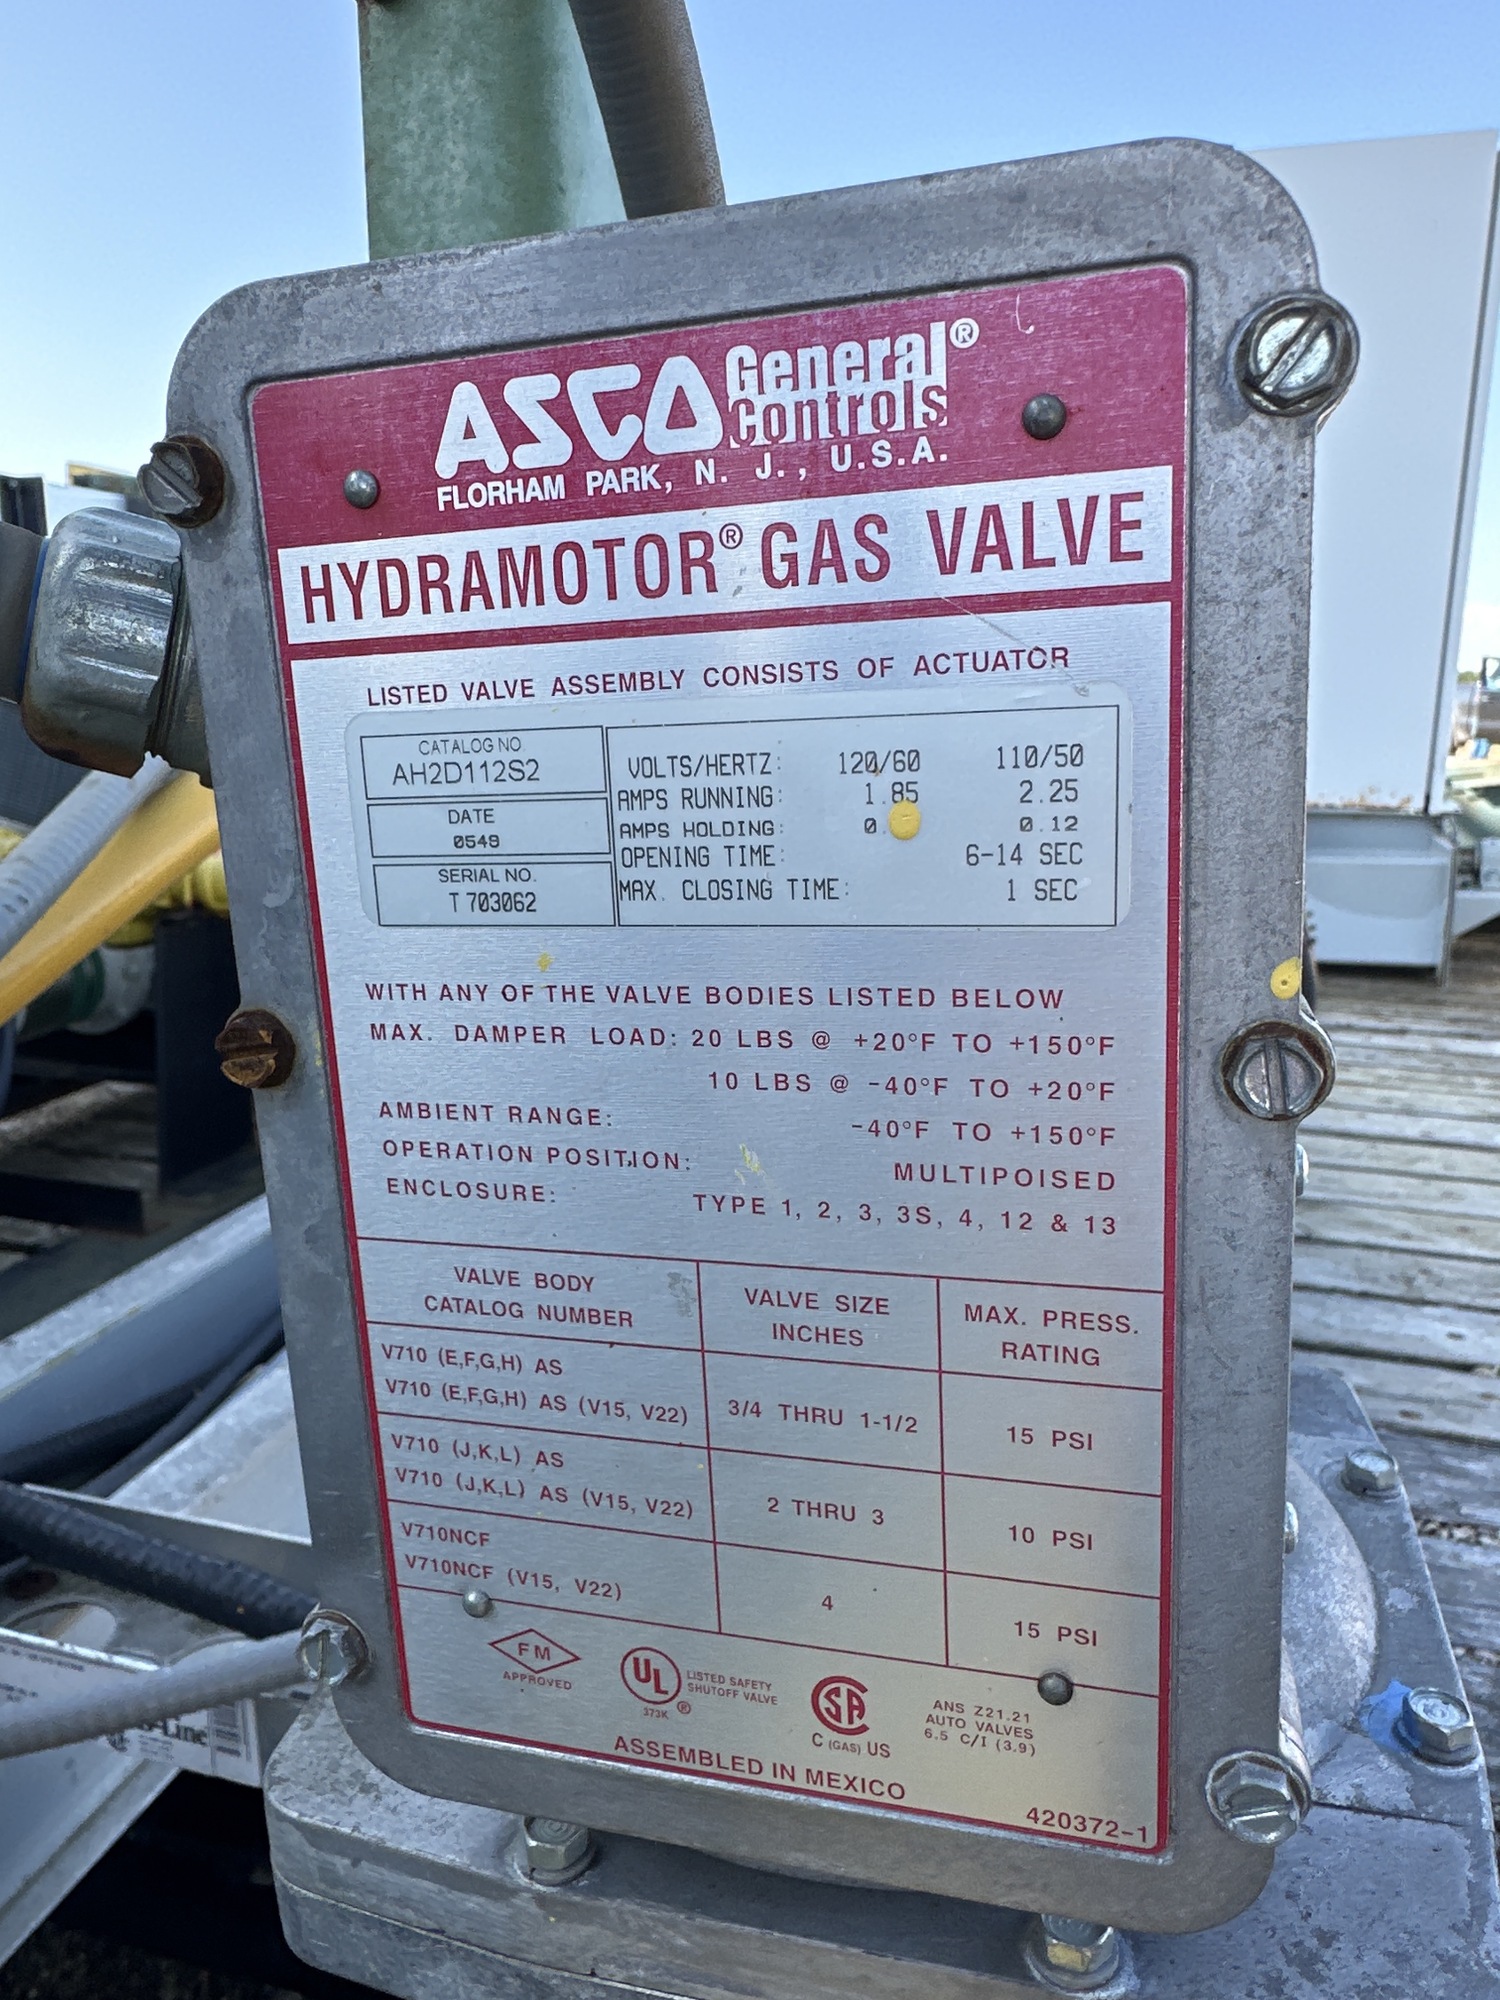 ASCO General Controls®
FLORHAM PARK, N. J., U.S.A.
HYDRAMOTOR® GAS VALVE
LISTED VALVE ASSEMBLY CONSISTS OF ACTUATOR
CATALOG NO
AH2D112S2
DATE
0549
SERIAL NO.
T 703062
VOLTS/HERTZ: 120/60 110/50
AMPS RUNNING: 1.85 2.25
AMPS HOLDING: 0. 0.12
OPENING TIME: 6-14 SEC
MAX. CLOSING TIME: 1 SEC
WITH ANY OF THE VALVE BODIES LISTED BELOW
MAX. DAMPER LOAD: 20 LBS @ +20°F TO +150°F
10 LBS @ -40°F TO +20°F
AMBIENT RANGE: -40°F TO +150°F
OPERATION POSITION: MULTIPOISED
ENCLOSURE: TYPE 1, 2, 3, 3S, 4, 12 & 13
VALVE BODY
CATALOG NUMBER
VALVE SIZE
INCHES
MAX. PRESS.
RATING
V710 (E,F,G,H) AS
V710 (E,F,G,H) AS (V15, V22)
3/4 THRU 1-1/2
15 PSI
V710 (J,K,L) AS
V710 (J,K,L) AS (V15, V22)
2 THRU 3
10 PSI
V710NCF
V710NCF (V15, V22)
4
15 PSI
FM
APPROVED
UL
®
373K
LISTED SAFETY
SHUTOFF VALVE
SA
C (GAS) US
ANS Z21.21
AUTO VALVES
6.5 C/I (3.9)
ASSEMBLED IN MEXICO
420372-1
-Line